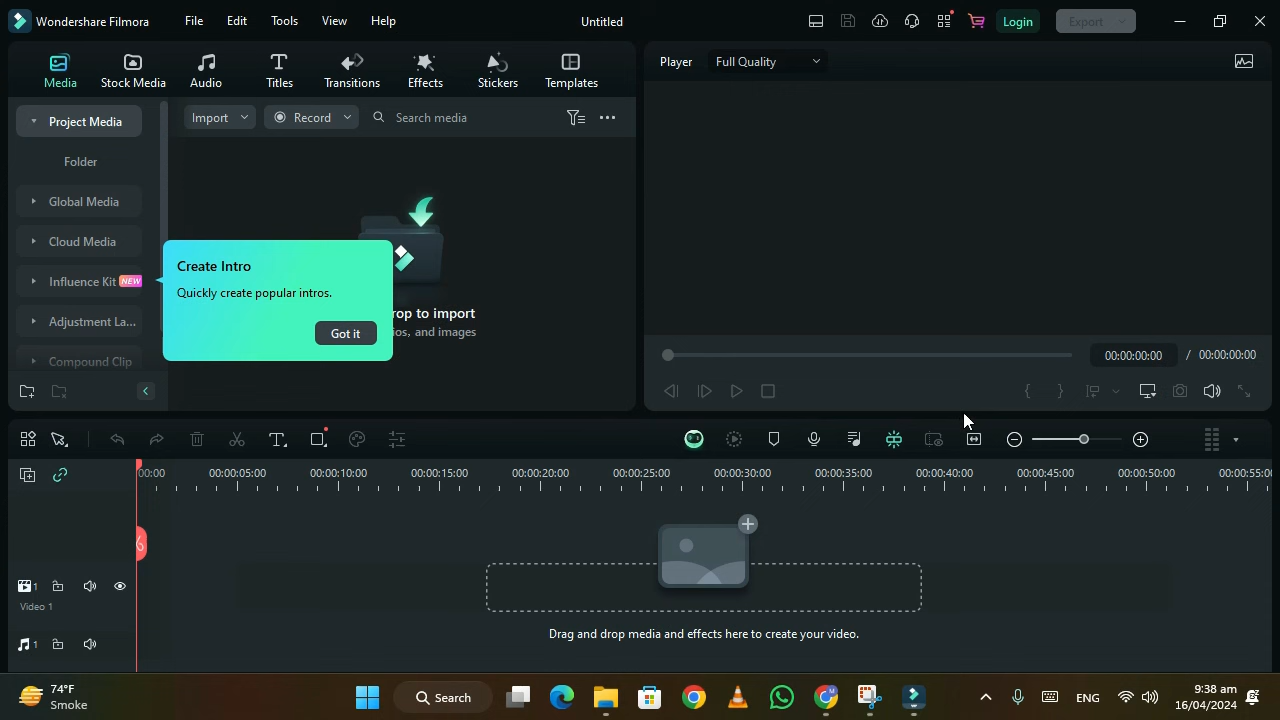 Wondershare Filmora File Edit Tools View Help Untitled Login Export
Media Stock Media Audio Titles Transitions Effects Stickers Templates
Player Full Quality
Project Media
Import Record Search media
Folder
Global Media
Cloud Media
Influence Kit NEW
Adjustment La...
Compound Clip
Create Intro
Quickly create popular intros.
Got it
rop to import
ios, and images
00:00:00:00 / 00:00:00:00
00:00 00:00:05:00 00:00:10:00 00:00:15:00 00:00:20:00 00:00:25:00 00:00:30:00 00:00:35:00 00:00:40:00 00:00:45:00 00:00:50:00 00:00:55:0
1
Video 1
Drag and drop media and effects here to create your video.
1
74°F
Smoke
Search
ENG
9:38 am
16/04/2024